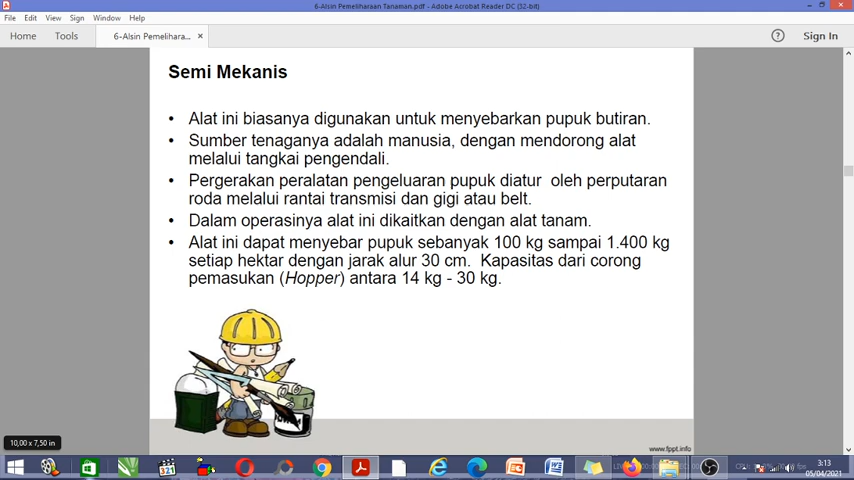 6-Alsin Pemeliharaan Tanaman.pdf - Adobe Acrobat Reader DC (32-bit)
File Edit View Sign Window Help
Home Tools 6-Alsin Pemelihara... × Sign In
Semi Mekanis
• Alat ini biasanya digunakan untuk menyebarkan pupuk butiran.
• Sumber tenaganya adalah manusia, dengan mendorong alat
melalui tangkai pengendali.
• Pergerakan peralatan pengeluaran pupuk diatur oleh perputaran
roda melalui rantai transmisi dan gigi atau belt.
• Dalam operasinya alat ini dikaitkan dengan alat tanam.
• Alat ini dapat menyebar pupuk sebanyak 100 kg sampai 1.400 kg
setiap hektar dengan jarak alur 30 cm. Kapasitas dari corong
pemasukan (Hopper) antara 14 kg - 30 kg.
10,00 x 7,50 in
www.fppt.info
321
3:13
05/04/2021